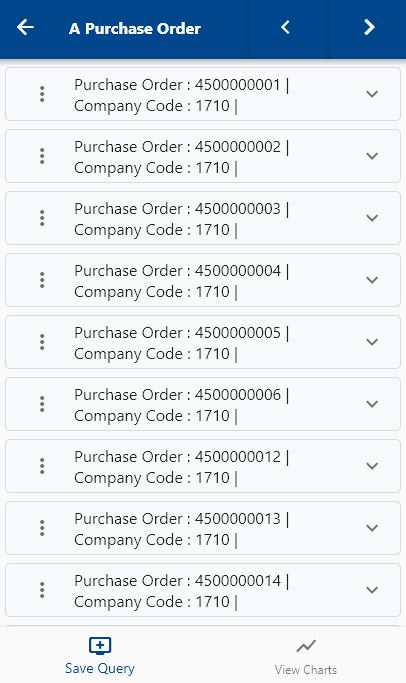 A Purchase Order
Purchase Order : 4500000001 |
Company Code : 1710 |
Purchase Order : 4500000002 |
Company Code : 1710 |
Purchase Order : 4500000003 |
Company Code : 1710 |
Purchase Order : 4500000004 |
Company Code : 1710 |
Purchase Order : 4500000005 |
Company Code : 1710 |
Purchase Order : 4500000006 |
Company Code : 1710 |
Purchase Order : 4500000012 |
Company Code : 1710 |
Purchase Order : 4500000013 |
Company Code : 1710 |
Purchase Order : 4500000014 |
Company Code : 1710 |
Save Query
View Charts